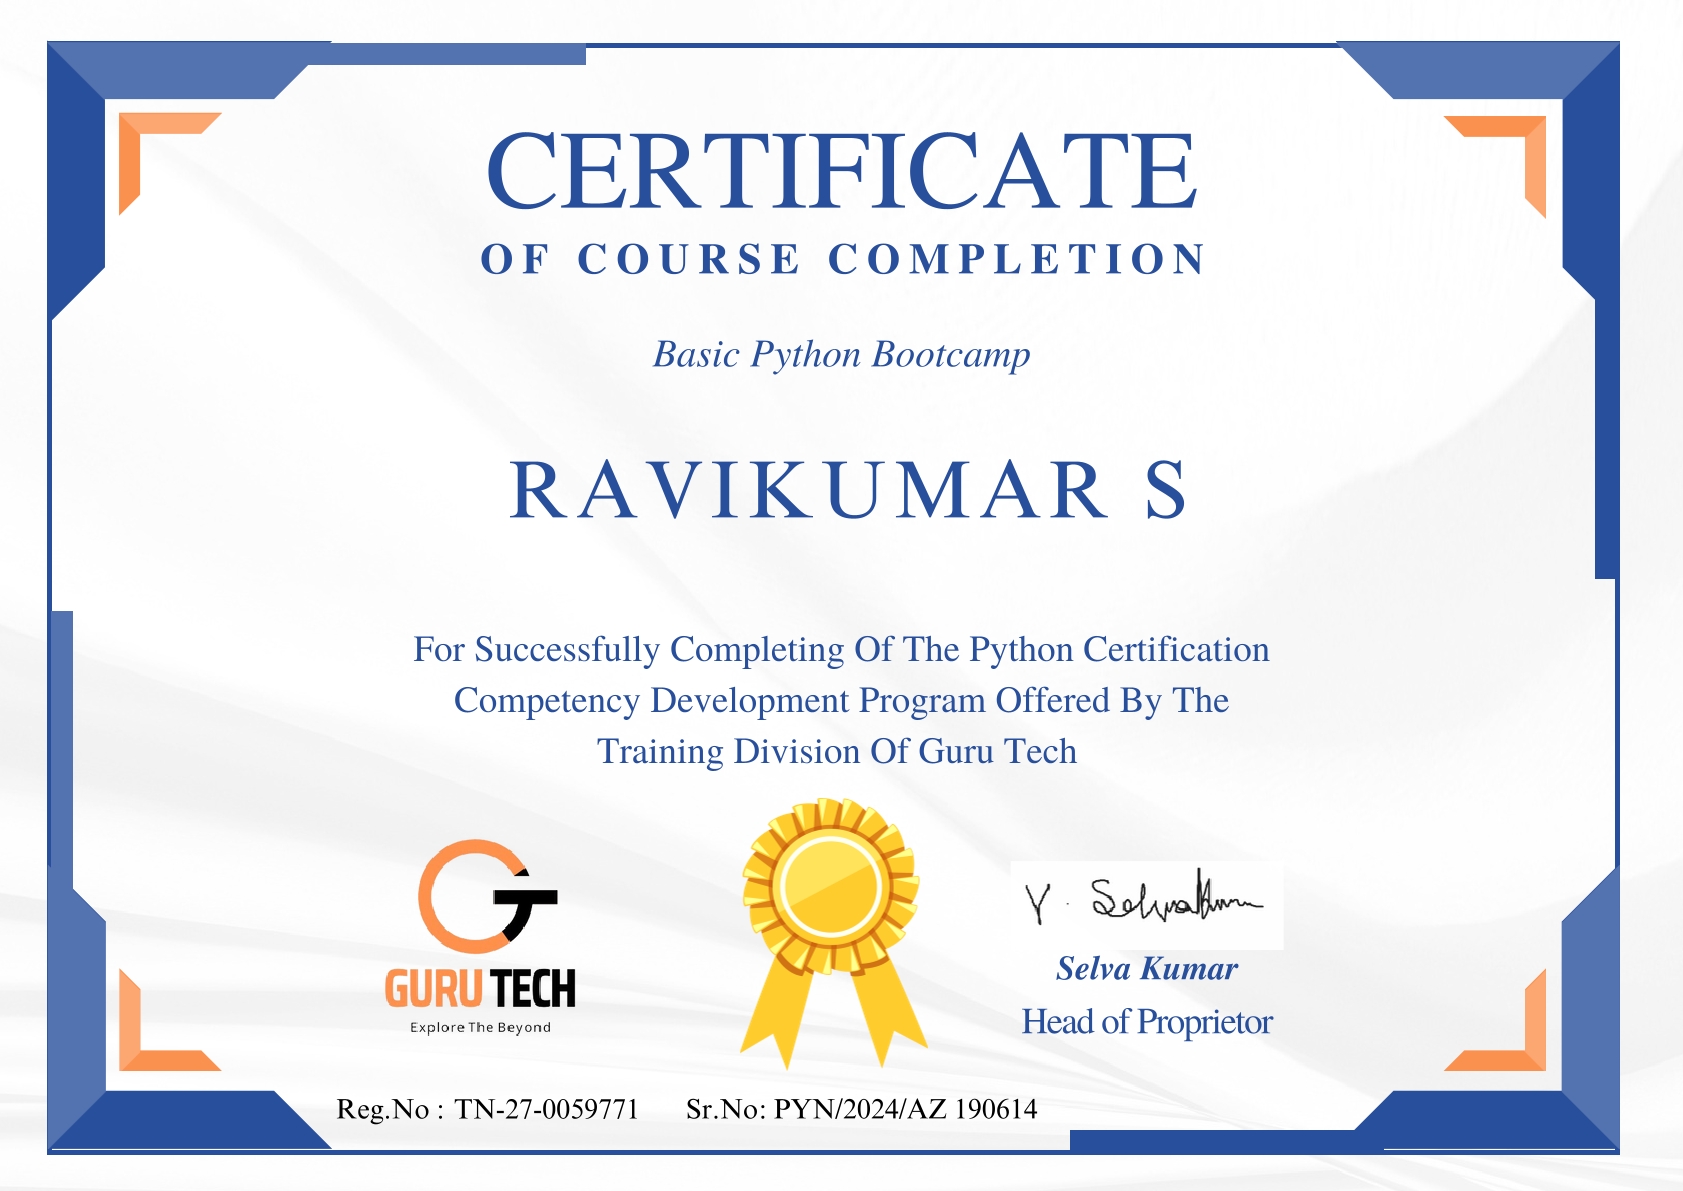 CERTIFICATE
OF COURSE COMPLETION
Basic Python Bootcamp
RAVIKUMAR S
For Successfully Completing Of The Python Certification
Competency Development Program Offered By The
Training Division Of Guru Tech
GURU TECH
Explore The Beyond
V. Selvakkumar
Selva Kumar
Head of Proprietor
Reg.No : TN-27-0059771 Sr.No: PYN/2024/AZ 190614